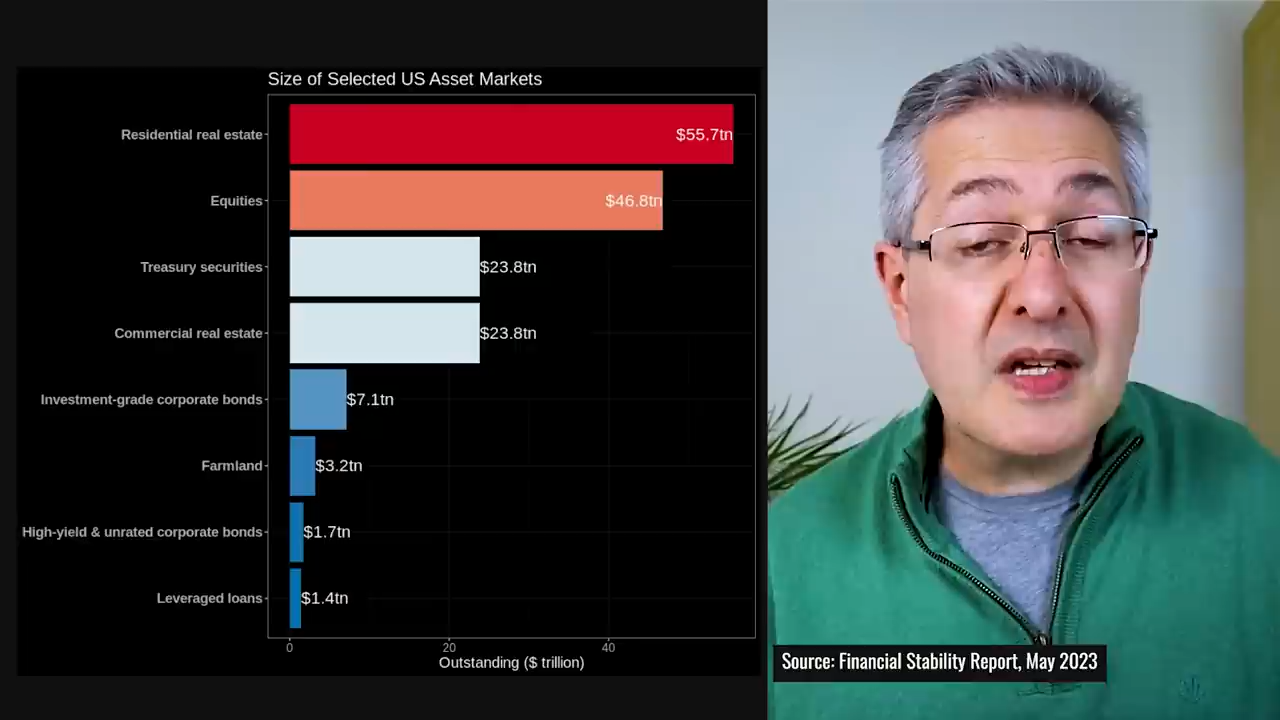 Size of Selected US Asset Markets
Residential real estate
$55.7tn
Equities
$46.8tn
Treasury securities
$23.8tn
Commercial real estate
$23.8tn
Investment-grade corporate bonds
$7.1tn
Farmland
$3.2tn
High-yield & unrated corporate bonds
$1.7tn
Leveraged loans
$1.4tn
0 20 40
Outstanding ($ trillion)
Source: Financial Stability Report, May 2023